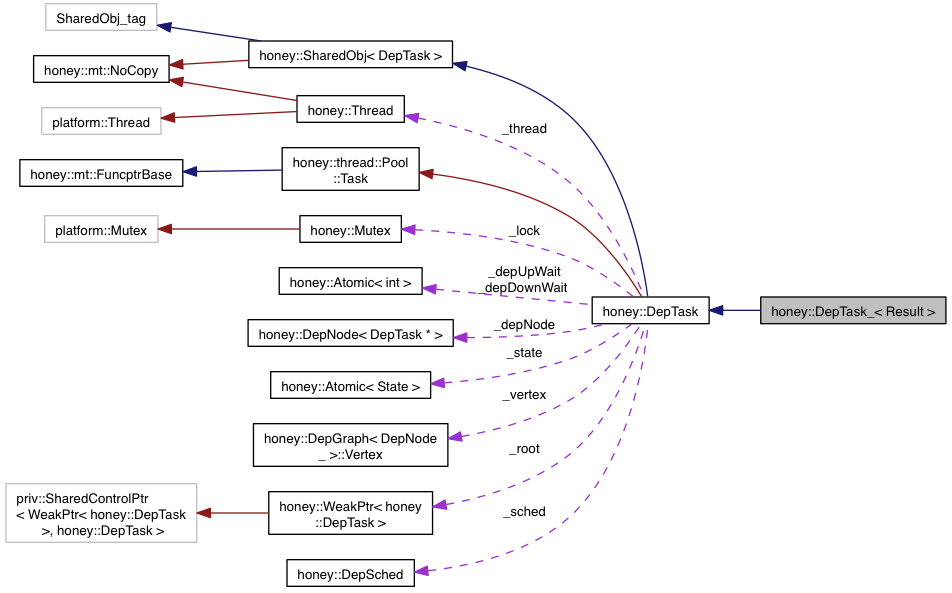 SharedObj_tag
honey::SharedObj< DepTask >
honey::mt::NoCopy
honey::Thread
platform::Thread
_thread
honey::thread::Pool
::Task
honey::mt::FuncptrBase
platform::Mutex
honey::Mutex
_lock
honey::Atomic< int >
_depUpWait
_depDownWait
honey::DepTask
honey::DepTask_< Result >
honey::DepNode< DepTask * >
_depNode
_state
honey::Atomic< State >
_vertex
honey::DepGraph< DepNode
_ >::Vertex
_root
priv::SharedControlPtr
< WeakPtr< honey::DepTask
>, honey::DepTask >
honey::WeakPtr< honey
::DepTask >
_sched
honey::DepSched